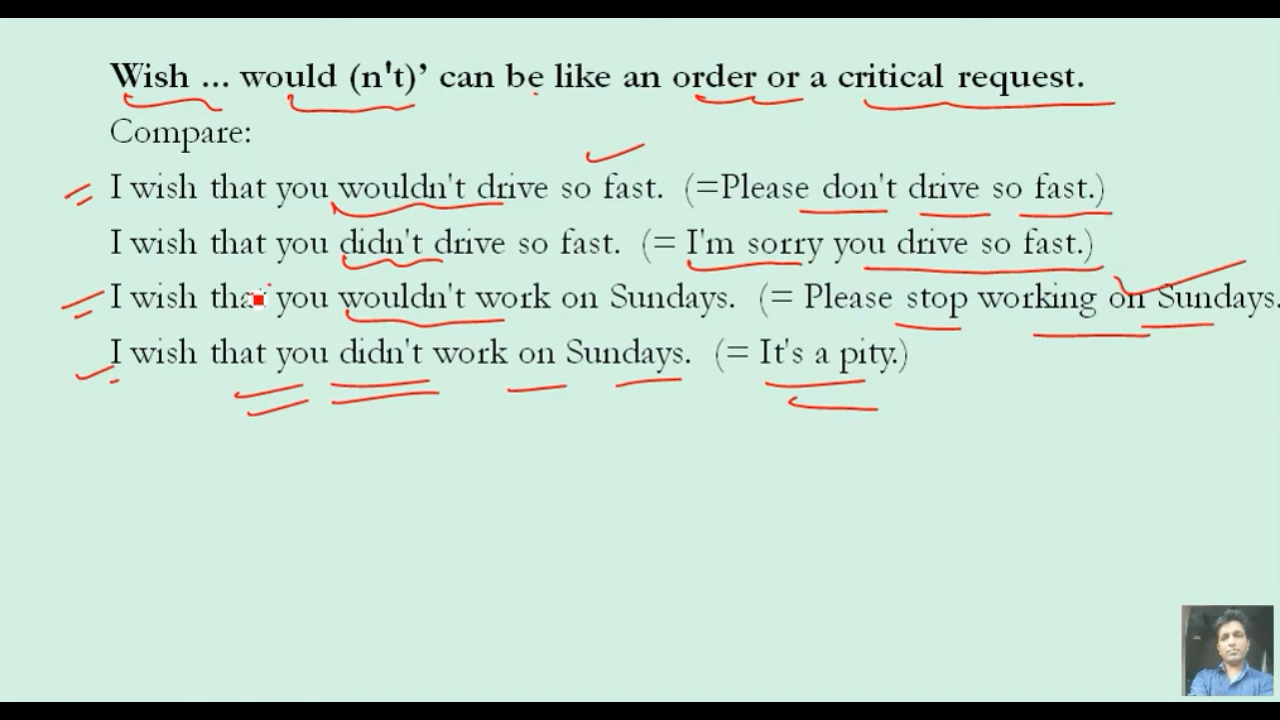 Wish ... would (n't)’ can be like an order or a critical request.
Compare:
I wish that you wouldn't drive so fast. (=Please don't drive so fast.)
I wish that you didn't drive so fast. (= I'm sorry you drive so fast.)
I wish that you wouldn't work on Sundays. (= Please stop working on Sundays.
I wish that you didn't work on Sundays. (= It's a pity.)